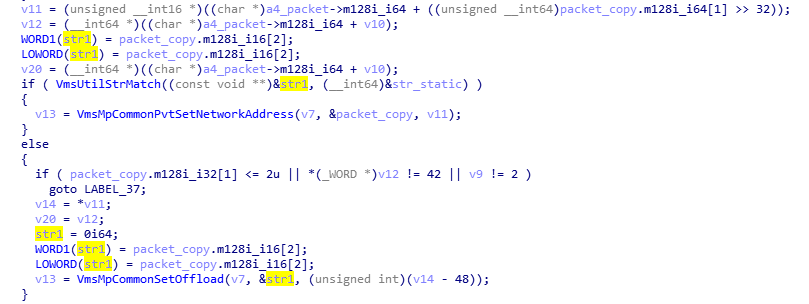 v11 = (unsigned __int16 *)((char *)a4_packet->m128i_i64 + ((unsigned __int64)packet_copy.m128i_i64[1] >> 32));
v12 = (__int64 *)((char *)a4_packet->m128i_i64 + v10);
WORD1(str1) = packet_copy.m128i_i16[2];
LOWORD(str1) = packet_copy.m128i_i16[2];
v20 = (__int64 *)((char *)a4_packet->m128i_i64 + v10);
if ( VmsUtilStrMatch((const void **)&str1, (__int64)&str_static) )
{
  v13 = VmsMpCommonPvtSetNetworkAddress(v7, &packet_copy, v11);
}
else
{
  if ( packet_copy.m128i_i32[1] <= 2u || *(_WORD *)v12 != 42 || v9 != 2 )
    goto LABEL_37;
  v14 = *v11;
  v20 = v12;
  str1 = 0i64;
  WORD1(str1) = packet_copy.m128i_i16[2];
  LOWORD(str1) = packet_copy.m128i_i16[2];
  v13 = VmsMpCommonSetOffload(v7, &str1, (unsigned int)(v14 - 48));
}